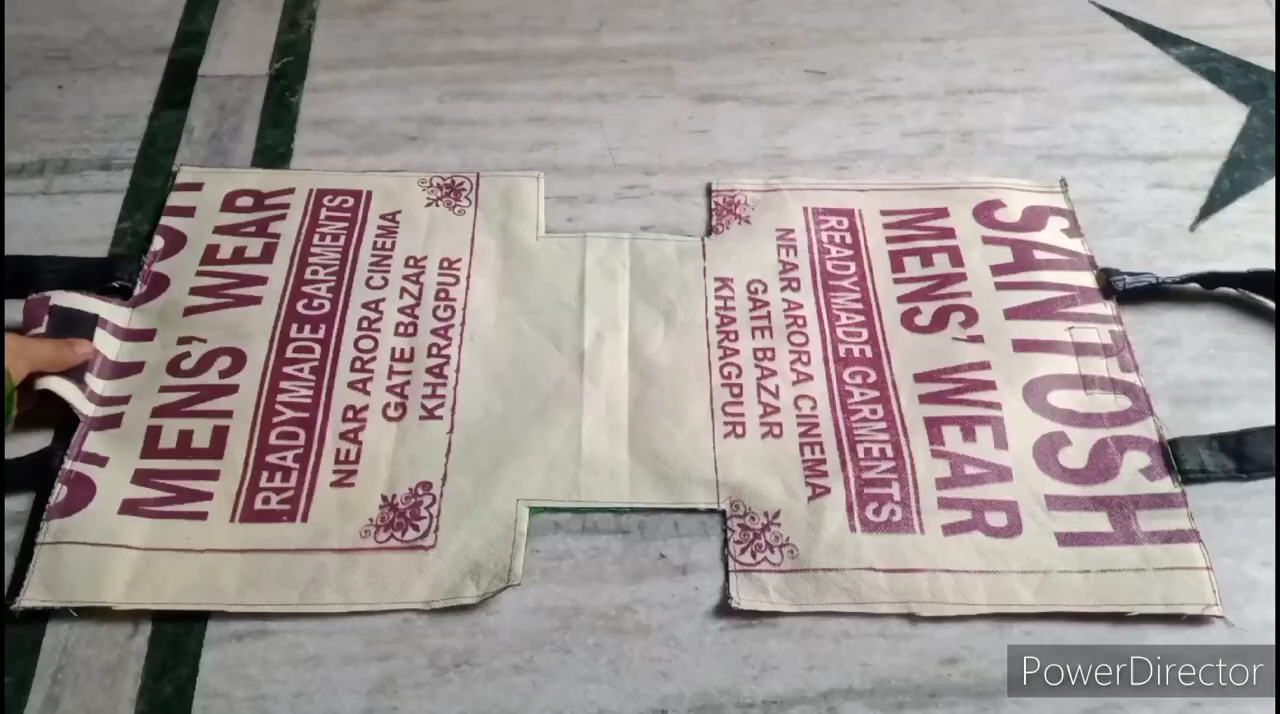 SANTOSH
MENS' WEAR
READYMADE GARMENTS
NEAR ARORA CINEMA
GATE BAZAR
KHARAGPUR
SANTOSH
MENS' WEAR
READYMADE GARMENTS
NEAR ARORA CINEMA
GATE BAZAR
KHARAGPUR
PowerDirector